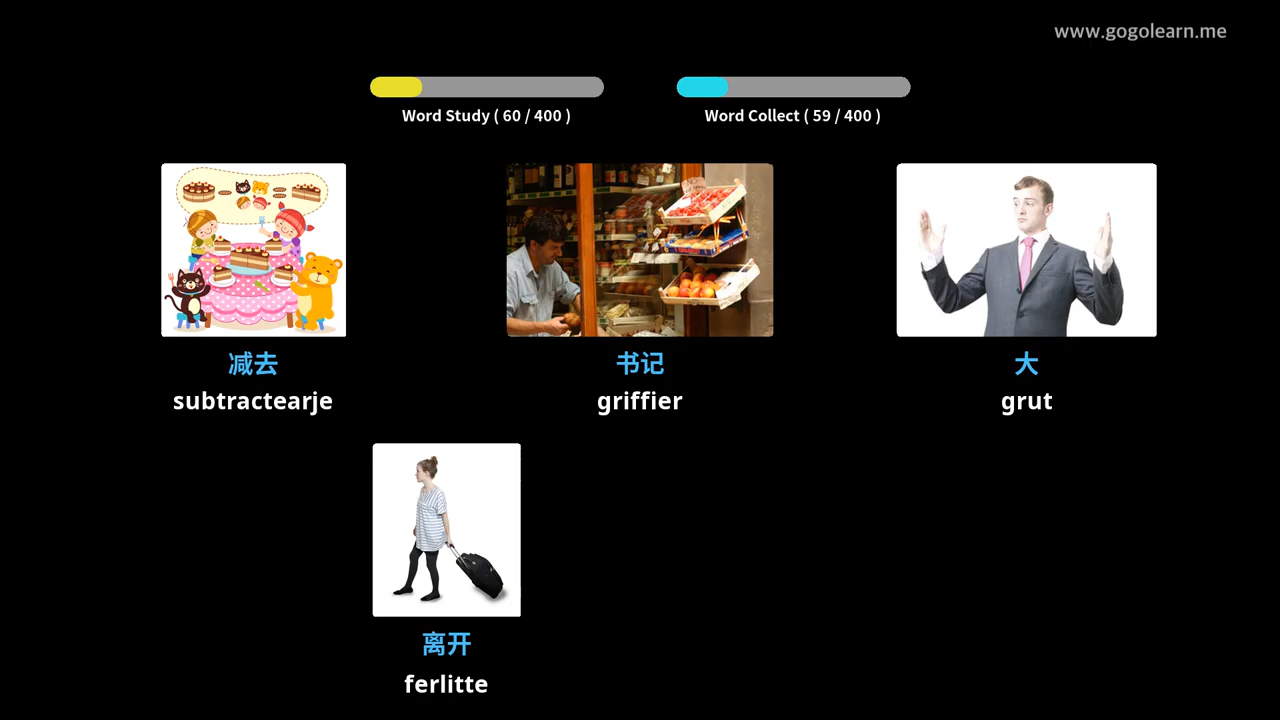 www.gogolearn.me
Word Study ( 60 / 400 )
Word Collect ( 59 / 400 )
减去
subtractearje
书记
griffier
大
grut
离开
ferlitte